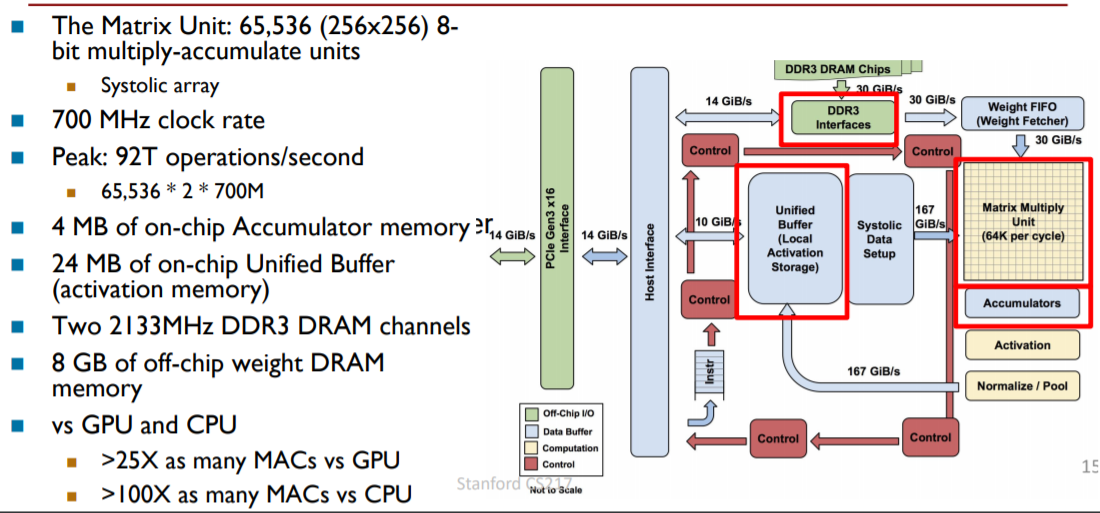 The Matrix Unit: 65,536 (256x256) 8-
bit multiply-accumulate units
Systolic array
700 MHz clock rate
Peak: 92T operations/second
65,536 * 2 * 700M
4 MB of on-chip Accumulator memory
24 MB of on-chip Unified Buffer
(activation memory)
Two 2133MHz DDR3 DRAM channels
8 GB of off-chip weight DRAM
memory
vs GPU and CPU
>25X as many MACs vs GPU
>100X as many MACs vs CPU
er
DDR3 DRAM Chips
30 GiB/s
14 GiB/s
DDR3
Interfaces
30 GiB/s
Weight FIFO
(Weight Fetcher)
30 GiB/s
Control
Control
14 GiB/s
PCIe Gen3 x16
Interface
14 GiB/s
Host Interface
10 GiB/s
Unified
Buffer
(Local
Activation
Storage)
Systolic
Data
Setup
167
GiB/s
Matrix Multiply
Unit
(64K per cycle)
Control
Accumulators
Activation
Instr
167 GiB/s
Normalize / Pool
Off-Chip I/O
Data Buffer
Computation
Control
Not to Scale
Control
Control
Stanford CS217
15